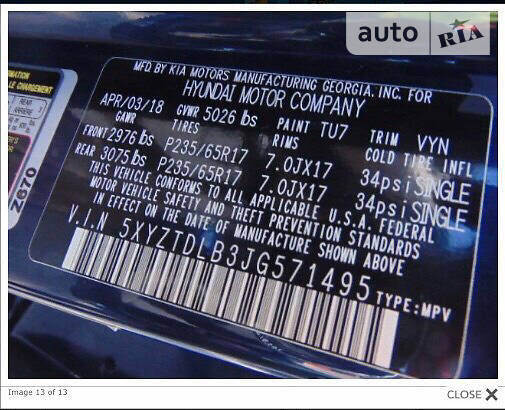 auto RIA
MFD BY KIA MOTORS MANUFACTURING GEORGIA. INC. FOR
HYUNDAI MOTOR COMPANY
APR/03/18 GVWR 5026 lbs PAINT TU7 TRIM VYN
GAWR TIRES RIMS COLD TIRE INFL
FRONT 2976 lbs P235/65R17 7.0JX17 34psi SINGLE
REAR 3075 lbs P235/65R17 7.0JX17 34psi SINGLE
THIS VEHICLE CONFORMS TO ALL APPLICABLE U.S.A. FEDERAL
MOTOR VEHICLE SAFETY AND THEFT PREVENTION STANDARDS
IN EFFECT ON THE DATE OF MANUFACTURE SHOWN ABOVE
V.I.N 5XYZTDLB3JG571495 TYPE: MPV
REAR
2G70
Image 13 of 13
CLOSE X